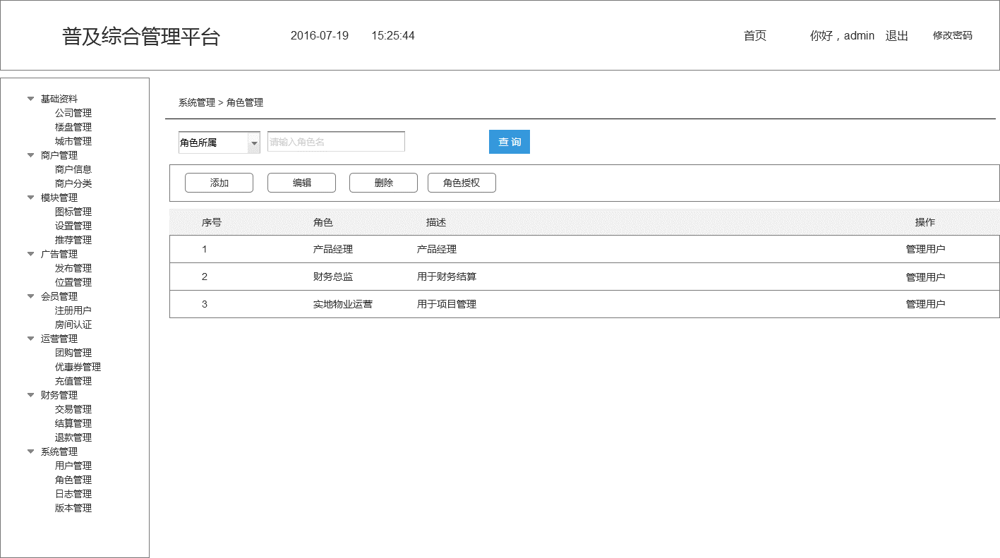 普及综合管理平台 2016-07-19 15:25:44 首页 你好，admin 退出 修改密码
基础资料
公司管理
楼盘管理
城市管理
商户管理
商户信息
商户分类
模块管理
图标管理
设置管理
推荐管理
广告管理
发布管理
位置管理
会员管理
注册用户
房间认证
运营管理
团购管理
优惠券管理
充值管理
财务管理
交易管理
结算管理
退款管理
系统管理
用户管理
角色管理
日志管理
版本管理
系统管理 > 角色管理
角色所属 请输入角色名 查 询
添加 编辑 删除 角色授权
序号 角色 描述 操作
1 产品经理 产品经理 管理用户
2 财务总监 用于财务结算 管理用户
3 实地物业运营 用于项目管理 管理用户